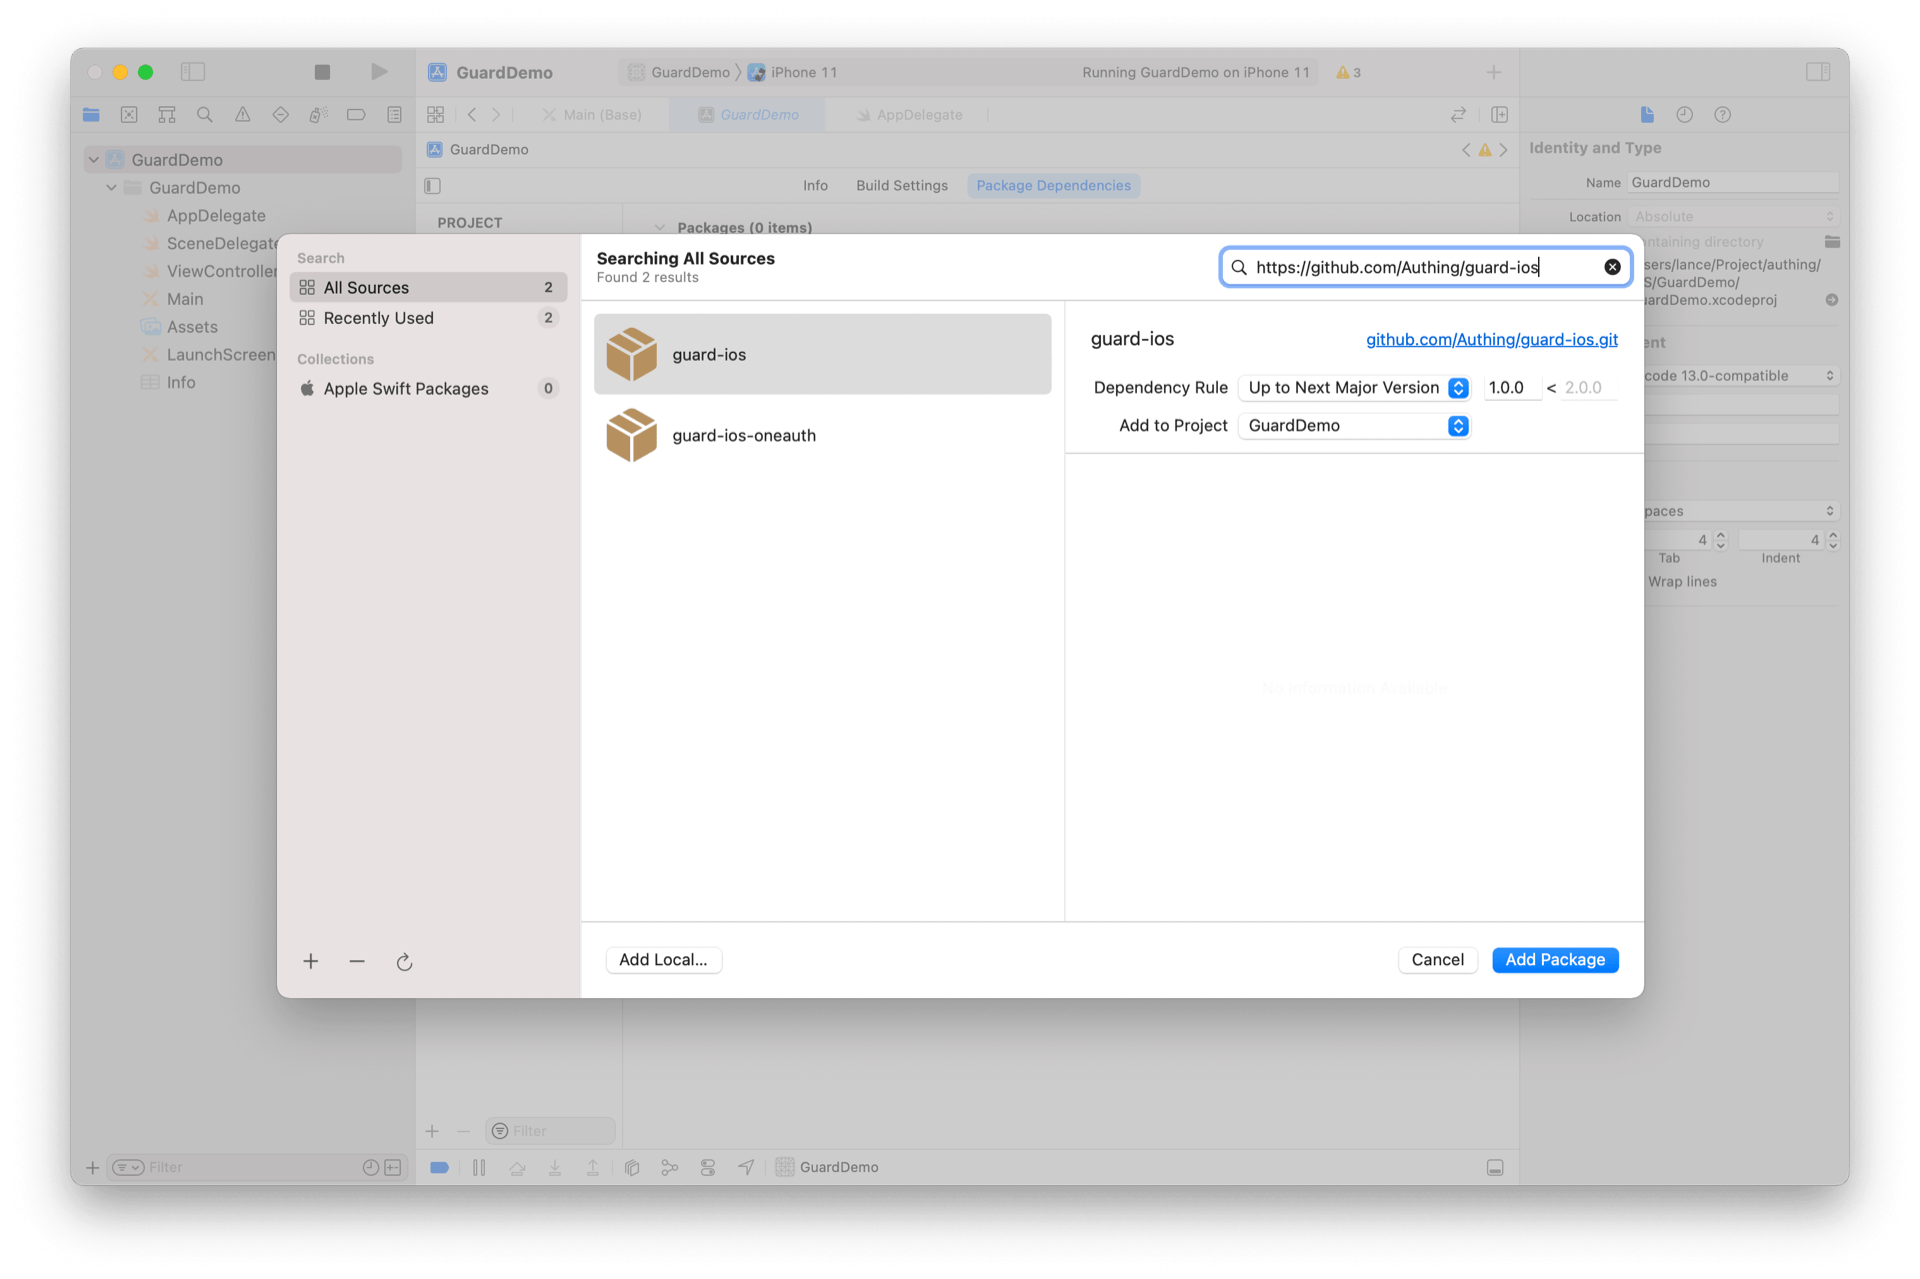 GuardDemo
GuardDemo
iPhone 11
Running GuardDemo on iPhone 11
3
Main (Base)
GuardDemo
AppDelegate
GuardDemo
GuardDemo
AppDelegate
SceneDelegate
ViewController
Main
Assets
LaunchScreen
Info
GuardDemo
Info
Build Settings
Package Dependencies
PROJECT
Packages (0 items)
Identity and Type
Name
GuardDemo
Location
Absolute
ntaining directory
sers/lance/Project/authing/
S/GuardDemo/
uardDemo.xcodeproj
ent
code 13.0-compatible
paces
4
4
Tab
Indent
Wrap lines
Search
All Sources
2
Recently Used
2
Collections
Apple Swift Packages
0
Searching All Sources
Found 2 results
https://github.com/Authing/guard-ios
guard-ios
guard-ios-oneauth
guard-ios
github.com/Authing/guard-ios.git
Dependency Rule
Up to Next Major Version
1.0.0
<
2.0.0
Add to Project
GuardDemo
No Information Available
Add Local...
Cancel
Add Package
Filter
Filter
GuardDemo